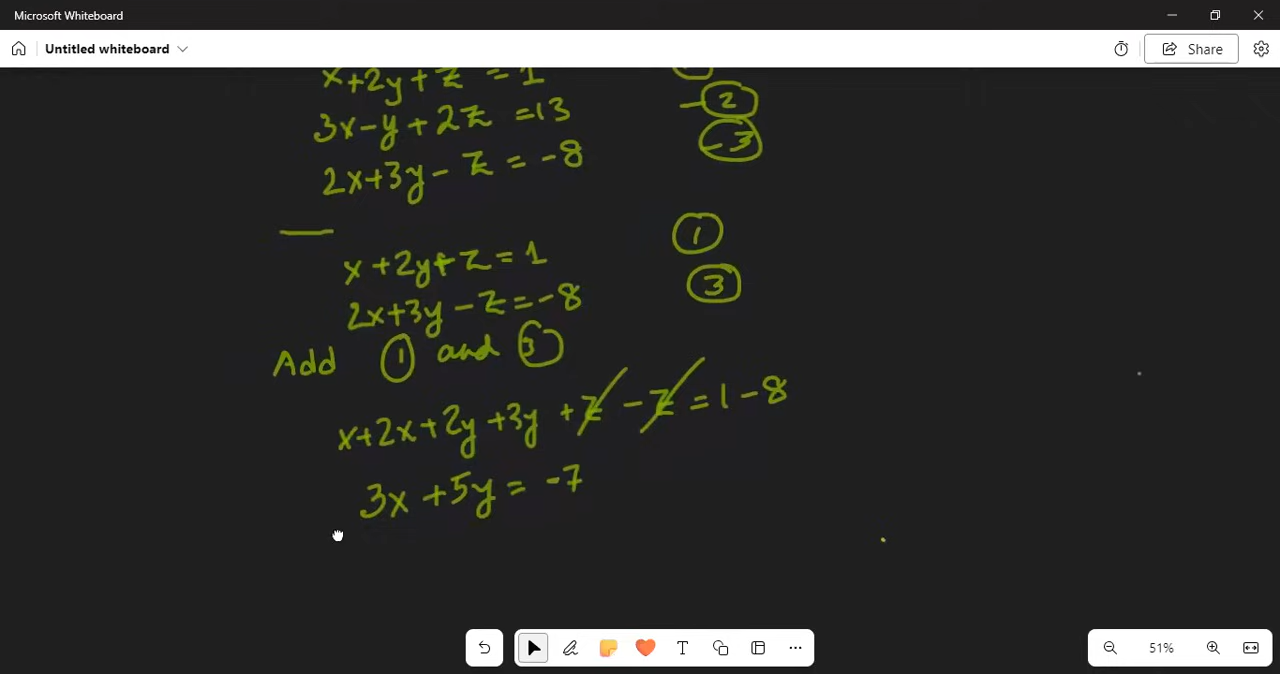 Microsoft Whiteboard
Untitled whiteboard
Share
x+2y+z = 1
3x-y+2z =13 -2
2x+3y-z = -8 -3
x+2y+z=1 1
2x+3y-z=-8 3
Add 1 and 3
x+2x+2y+3y+z-z=1-8
3x+5y=-7
T
51%